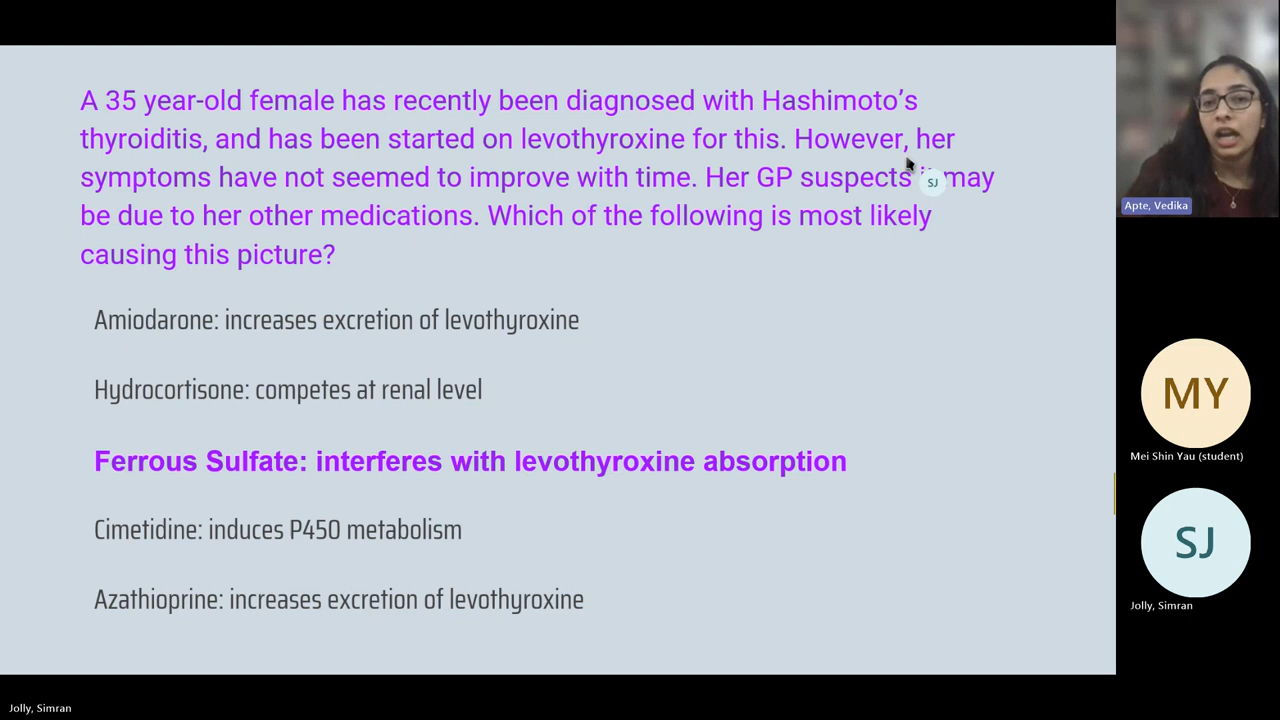 A 35 year-old female has recently been diagnosed with Hashimoto’s
thyroiditis, and has been started on levothyroxine for this. However, her
symptoms have not seemed to improve with time. Her GP suspects it may
be due to her other medications. Which of the following is most likely
causing this picture?
SJ
Amiodarone: increases excretion of levothyroxine
Hydrocortisone: competes at renal level
Ferrous Sulfate: interferes with levothyroxine absorption
Cimetidine: induces P450 metabolism
Azathioprine: increases excretion of levothyroxine
Apte, Vedika
MY
Mei Shin Yau (student)
SJ
Jolly, Simran
Jolly, Simran